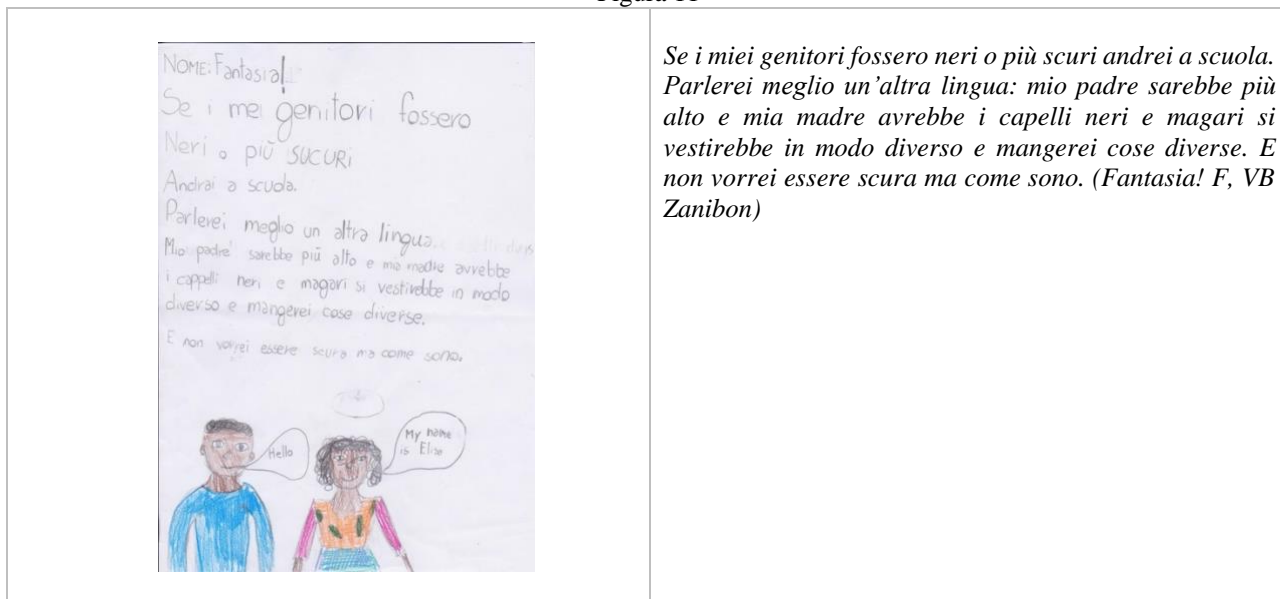 NOME: Fantasia!
Se i mei genitori fossero
Neri o più SUCURI
Andrai a scuola.
Parlerei meglio un altra lingua.
Mio padre sarebbe più alto e ma madre avvebbe
i cappelli neri e magari si vestirebbe in modo
diverso e mangerei cose diverse.
E non vorrei essere scura ma come sono.
Hello
My name
is Elise
Se i miei genitori fossero neri o più scuri andrei a scuola.
Parlerei meglio un'altra lingua: mio padre sarebbe più
alto e mia madre avrebbe i capelli neri e magari si
vestirebbe in modo diverso e mangerei cose diverse. E
non vorrei essere scura ma come sono. (Fantasia! F, VB
Zanibon)